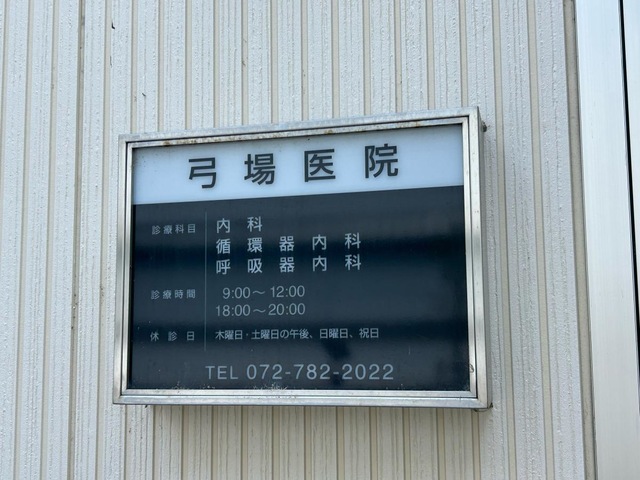 弓場医院
診療科目 内科
循環器内科
呼吸器内科
診療時間 9:00～12:00
18:00～20:00
休診日 木曜日・土曜日の午後、日曜日、祝日
TEL 072-782-2022